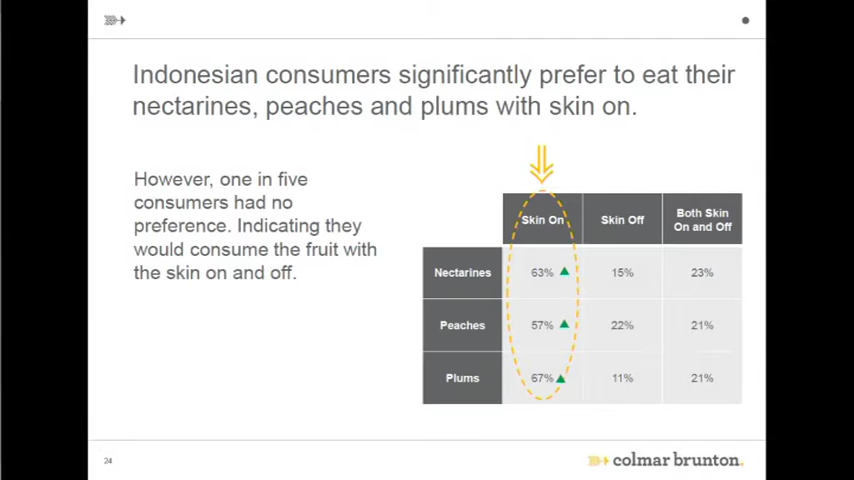 Indonesian consumers significantly prefer to eat their
nectarines, peaches and plums with skin on.
However, one in five
consumers had no
preference. Indicating they
would consume the fruit with
the skin on and off.
Skin On Skin Off Both Skin
On and Off
Nectarines 63% 15% 23%
Peaches 57% 22% 21%
Plums 67% 11% 21%
24
colmar brunton.